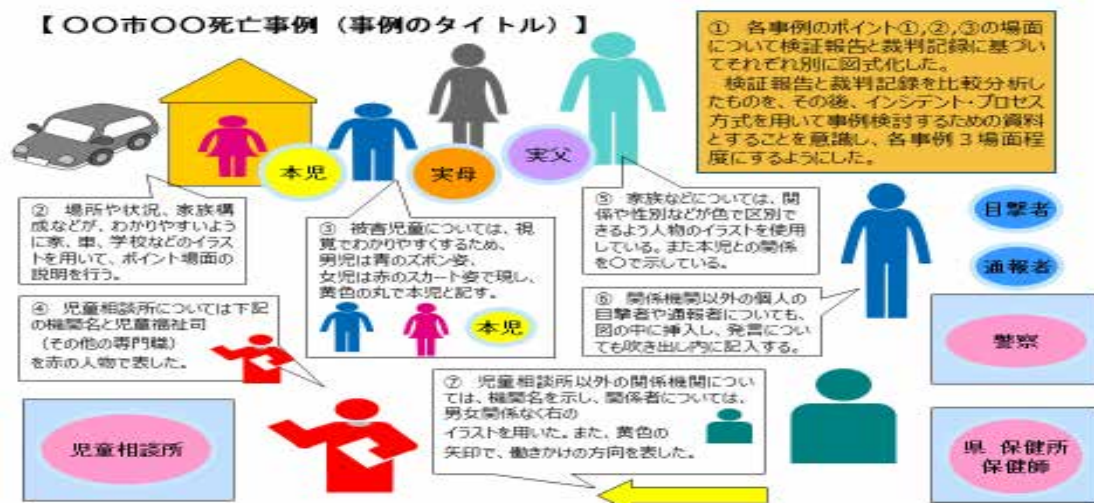 【 〇〇市〇〇死亡事例（事例のタイトル）】
① 各事例のポイント①,②,③の場面
について検証報告と裁判記録に基づい
てそれぞれ別に図式化した。
検証報告と裁判記録を比較分析し
たものを、その後、インシデント・プロセス
方式を用いて事例検討するための資料
とすることを意識し、各事例３場面程
度にするようにした。
本児
実母
実父
② 場所や状況、家族構
成などが、わかりやすいよう
に家、車、学校などのイラス
トを用いて、ポイント場面の
説明を行う。
③ 被害児童については、視
覚でわかりやすくするため、
男児は青のズボン姿、
女児は赤のスカート姿で現し、
黄色の丸で本児と記す。
本児
⑤ 家族などについては、関
係や性別などが色で区別で
きるよう人物のイラストを使用
している。また本児との関係
を〇で示している。
目撃者
通報者
④ 児童相談所については下記
の機関名と児童福祉司
（その他の専門職）
を赤の人物で表した。
⑥ 関係機関以外の個人の
目撃者や通報者についても、
図の中に挿入し、発言につい
ても吹き出し内に記入する。
警察
児童相談所
⑦ 児童相談所以外の関係機関につい
ては、機関名を示し、関係者については、
男女関係なく右の
イラストを用いた。また、黄色の
矢印で、働きかけの方向を表した。
県 保健所
保健師